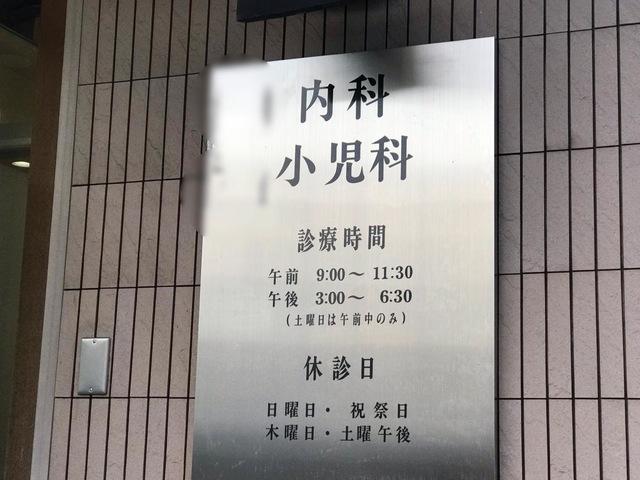 内科
小児科
診療時間
午前 9:00〜 11:30
午後 3:00〜 6:30
(土曜日は午前中のみ)
休診日
日曜日・ 祝祭日
木曜日・土曜午後